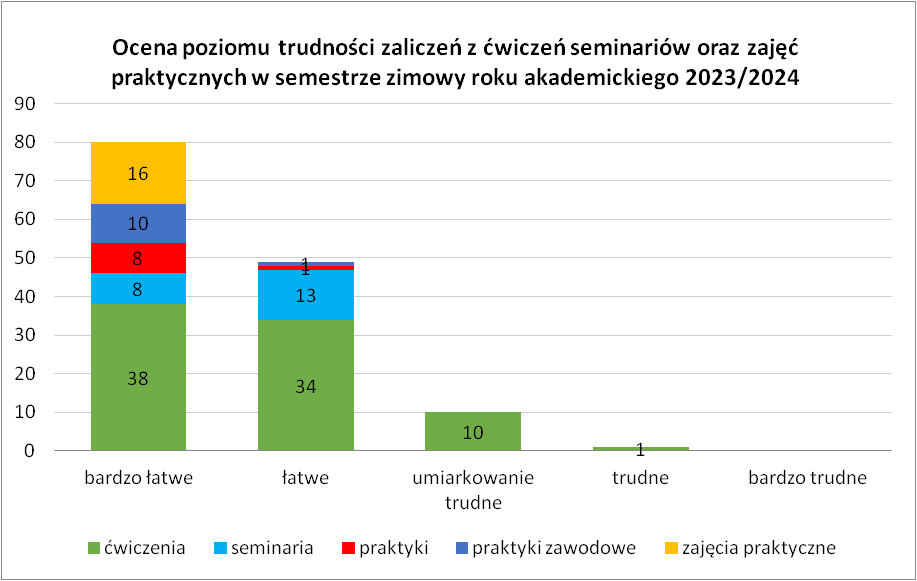 Ocena poziomu trudności zaliczeń z ćwiczeń seminariów oraz zajęć
praktycznych w semestrze zimowy roku akademickiego 2023/2024
90
80
70
60
50
40
30
20
10
0
16
10
8
8
38
1
1
13
34
10
1
bardzo łatwe
łatwe
umiarkowanie
trudne
trudne
bardzo trudne
ćwiczenia
seminaria
praktyki
praktyki zawodowe
zajęcia praktyczne